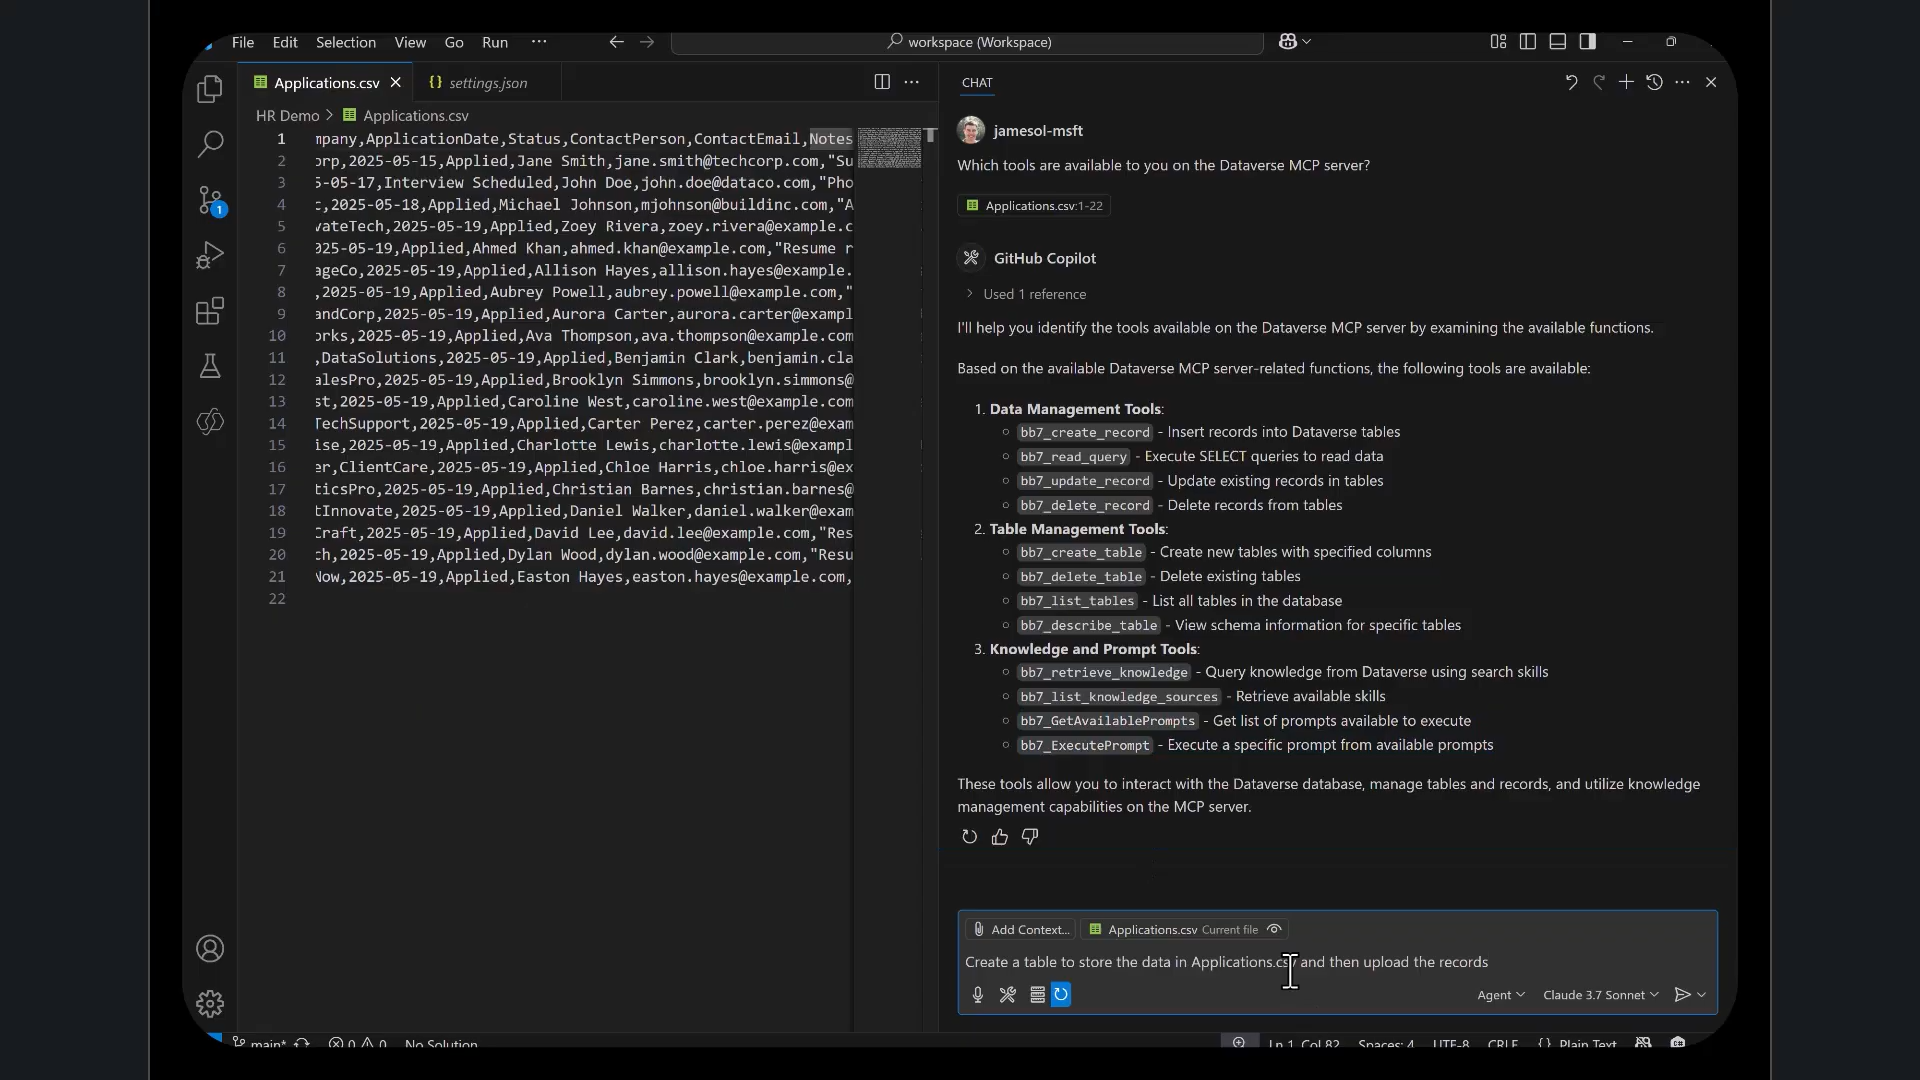 File Edit Selection View Go Run ···
workspace (Workspace)
Applications.csv
{} settings.json
HR Demo > Applications.csv
1 mpany,ApplicationDate,Status,ContactPerson,ContactEmail,Notes
2 orp,2025-05-15,Applied,Jane Smith,jane.smith@techcorp.com,"Su
3 5-05-17,Interview Scheduled,John Doe,john.doe@dataco.com,"Pho
4 c,2025-05-18,Applied,Michael Johnson,mjohnson@buildinc.com,"A
5 vateTech,2025-05-19,Applied,Zoey Rivera,zoey.rivera@example.c
6 025-05-19,Applied,Ahmed Khan,ahmed.khan@example.com,"Resume r
7 ageCo,2025-05-19,Applied,Allison Hayes,allison.hayes@example.
8 ,2025-05-19,Applied,Aubrey Powell,aubrey.powell@example.com,"
9 andCorp,2025-05-19,Applied,Aurora Carter,aurora.carter@exampl
10 orks,2025-05-19,Applied,Ava Thompson,ava.thompson@example.com
11 ,DataSolutions,2025-05-19,Applied,Benjamin Clark,benjamin.cla
12 alesPro,2025-05-19,Applied,Brooklyn Simmons,brooklyn.simmons@
13 st,2025-05-19,Applied,Caroline West,caroline.west@example.com
14 TechSupport,2025-05-19,Applied,Carter Perez,carter.perez@exam
15 ise,2025-05-19,Applied,Charlotte Lewis,charlotte.lewis@exampl
16 er,ClientCare,2025-05-19,Applied,Chloe Harris,chloe.harris@ex
17 ticsPro,2025-05-19,Applied,Christian Barnes,christian.barnes@
18 tInnovate,2025-05-19,Applied,Daniel Walker,daniel.walker@exam
19 Craft,2025-05-19,Applied,David Lee,david.lee@example.com,"Res
20 ch,2025-05-19,Applied,Dylan Wood,dylan.wood@example.com,"Resu
21 Now,2025-05-19,Applied,Easton Hayes,easton.hayes@example.com,
22
1
CHAT
jamesol-msft
Which tools are available to you on the Dataverse MCP server?
Applications.csv:1-22
GitHub Copilot
> Used 1 reference
I'll help you identify the tools available on the Dataverse MCP server by examining the available functions.
Based on the available Dataverse MCP server-related functions, the following tools are available:
1. Data Management Tools:
bb7_create_record - Insert records into Dataverse tables
bb7_read_query - Execute SELECT queries to read data
bb7_update_record - Update existing records in tables
bb7_delete_record - Delete records from tables
2. Table Management Tools:
bb7_create_table - Create new tables with specified columns
bb7_delete_table - Delete existing tables
bb7_list_tables - List all tables in the database
bb7_describe_table - View schema information for specific tables
3. Knowledge and Prompt Tools:
bb7_retrieve_knowledge - Query knowledge from Dataverse using search skills
bb7_list_knowledge_sources - Retrieve available skills
bb7_GetAvailablePrompts - Get list of prompts available to execute
bb7_ExecutePrompt - Execute a specific prompt from available prompts
These tools allow you to interact with the Dataverse database, manage tables and records, and utilize knowledge
management capabilities on the MCP server.
Add Context... Applications.csv Current file
Create a table to store the data in Applications.csv and then upload the records
Agent Claude 3.7 Sonnet
main* 0 0 No Solution
Ln 1, Col 82 Spaces: 4 UTF-8 CRLF {} Plain Text